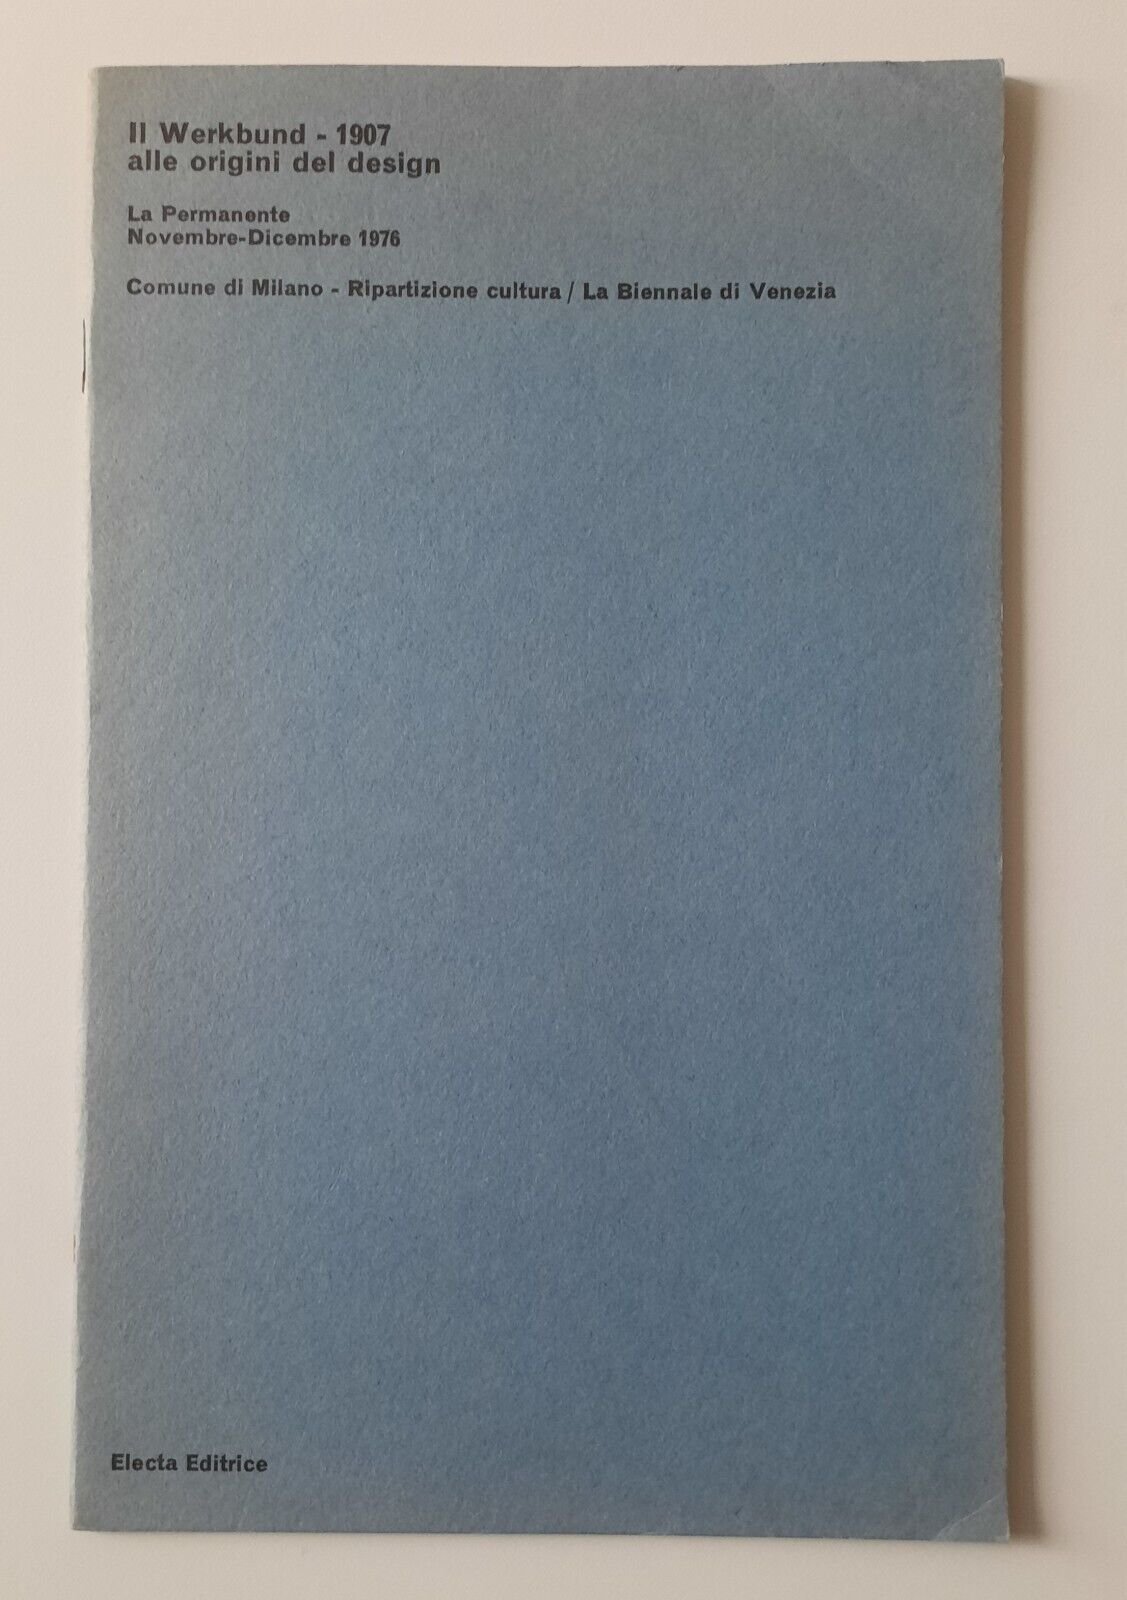 Il Werkbund - 1907
alle origini del design
La Permanente
Novembre-Dicembre 1976
Comune di Milano - Ripartizione cultura / La Biennale di Venezia
Electa Editrice